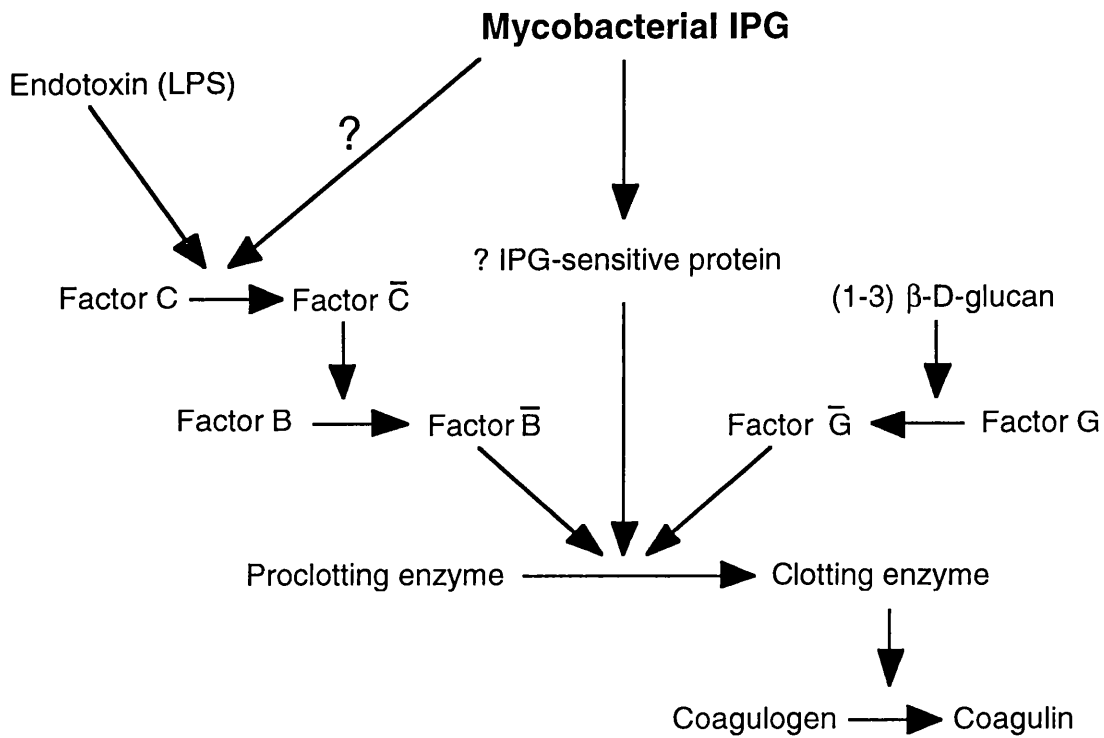 Mycobacterial IPG
Endotoxin (LPS)
?
? IPG-sensitive protein
Factor C
Factor C̅
(1-3) β-D-glucan
Factor B
Factor B̅
Factor G̅
Factor G
Proclotting enzyme
Clotting enzyme
Coagulogen
Coagulin